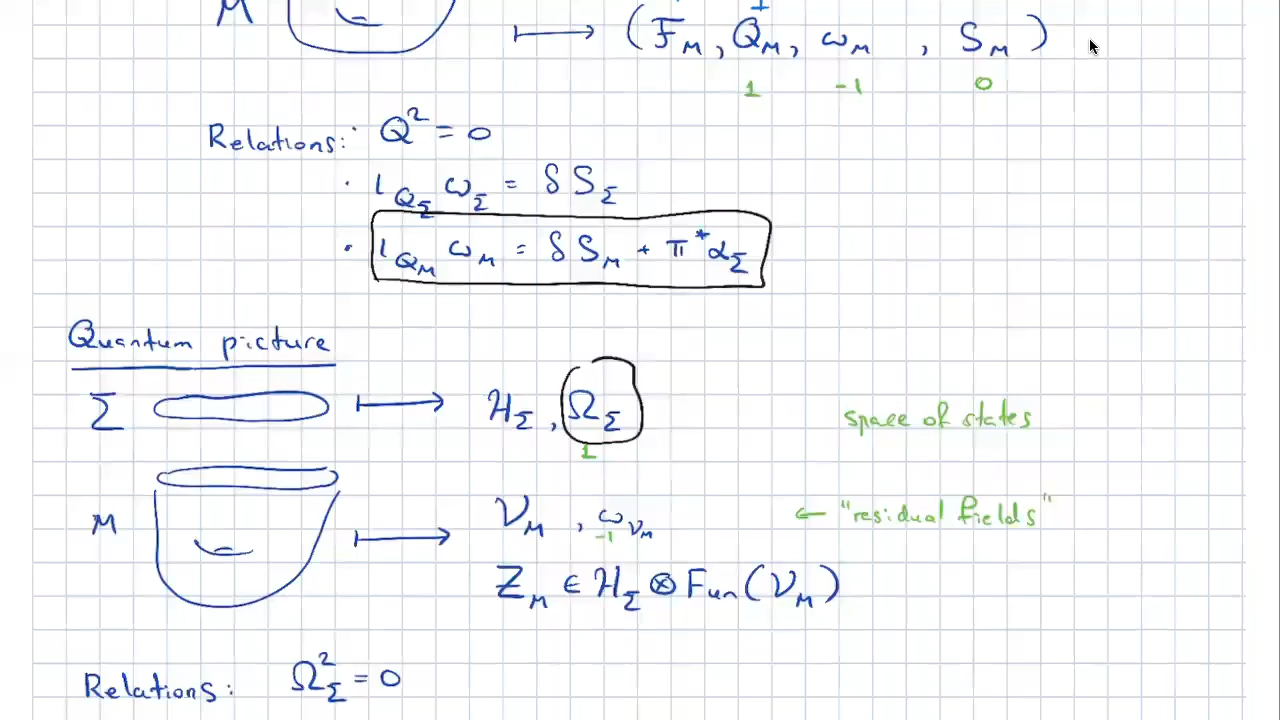 M ⟼ (F_M, Q_M, ω_M , S_M)
1 -1 0
Relations: · Q² = 0
· ι_{Q_Σ} ω_Σ = δ S_Σ
· ι_{Q_M} ω_M = δ S_M + π*α_Σ
Quantum picture
Σ ⟼ H_Σ, Ω_Σ space of states
1
M ⟼ V_M, ω_{V_M} ← "residual fields"
-1
Z_M ∈ H_Σ ⊗ Fun(V_M)
Relations: Ω_Σ² = 0